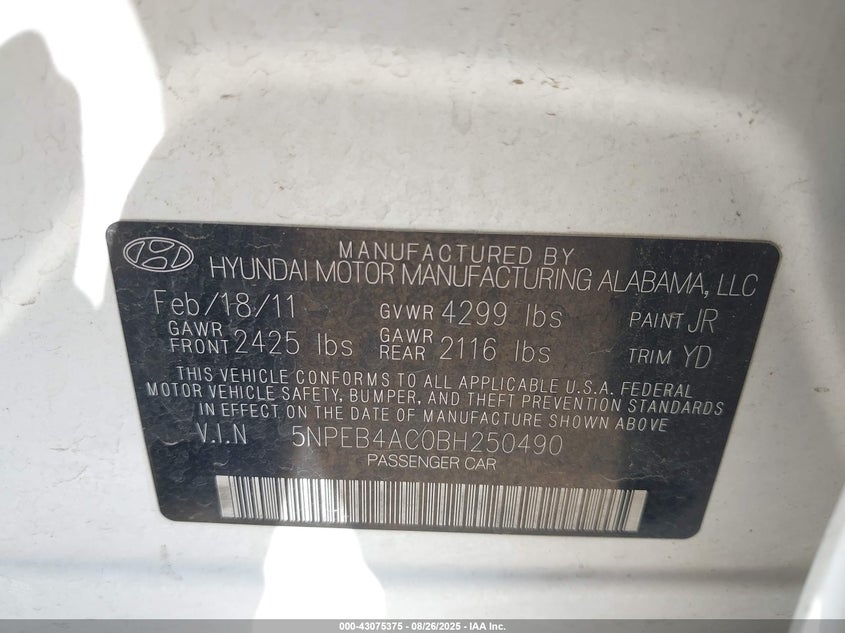 MANUFACTURED BY
HYUNDAI MOTOR MANUFACTURING ALABAMA, LLC
Feb/18/11 GVWR 4299 lbs PAINT JR
GAWR FRONT 2425 lbs GAWR REAR 2116 lbs TRIM YD
THIS VEHICLE CONFORMS TO ALL APPLICABLE U.S.A. FEDERAL
MOTOR VEHICLE SAFETY, BUMPER, AND THEFT PREVENTION STANDARDS
IN EFFECT ON THE DATE OF MANUFACTURE SHOWN ABOVE
V.I.N 5NPEB4AC0BH250490
PASSENGER CAR
000-43075375 - 08/26/2025 - IAA Inc.